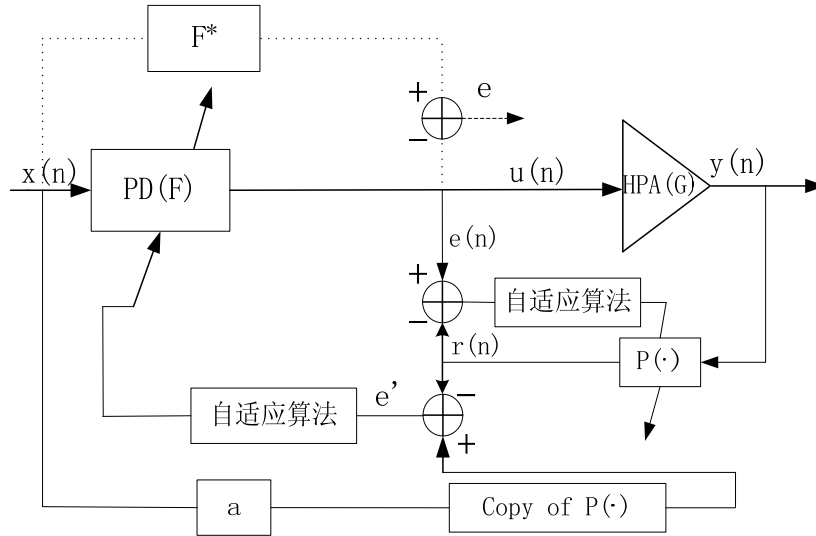 F*
+
e
−
x(n)
PD(F)
u(n)
HPA(G)
y(n)
e(n)
+
自适应算法
−
r(n)
P(·)
−
自适应算法
e’
+
a
Copy of P(·)